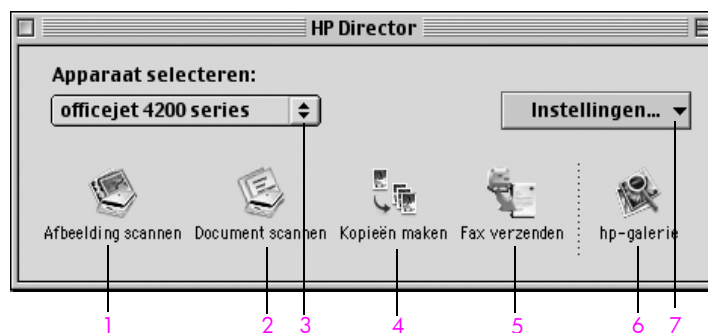 HP Director
Apparaat selecteren:
officejet 4200 series
Instellingen...
Afbeelding scannen
Document scannen
Kopieën maken
Fax verzenden
hp-galerie
1
2
3
4
5
6
7